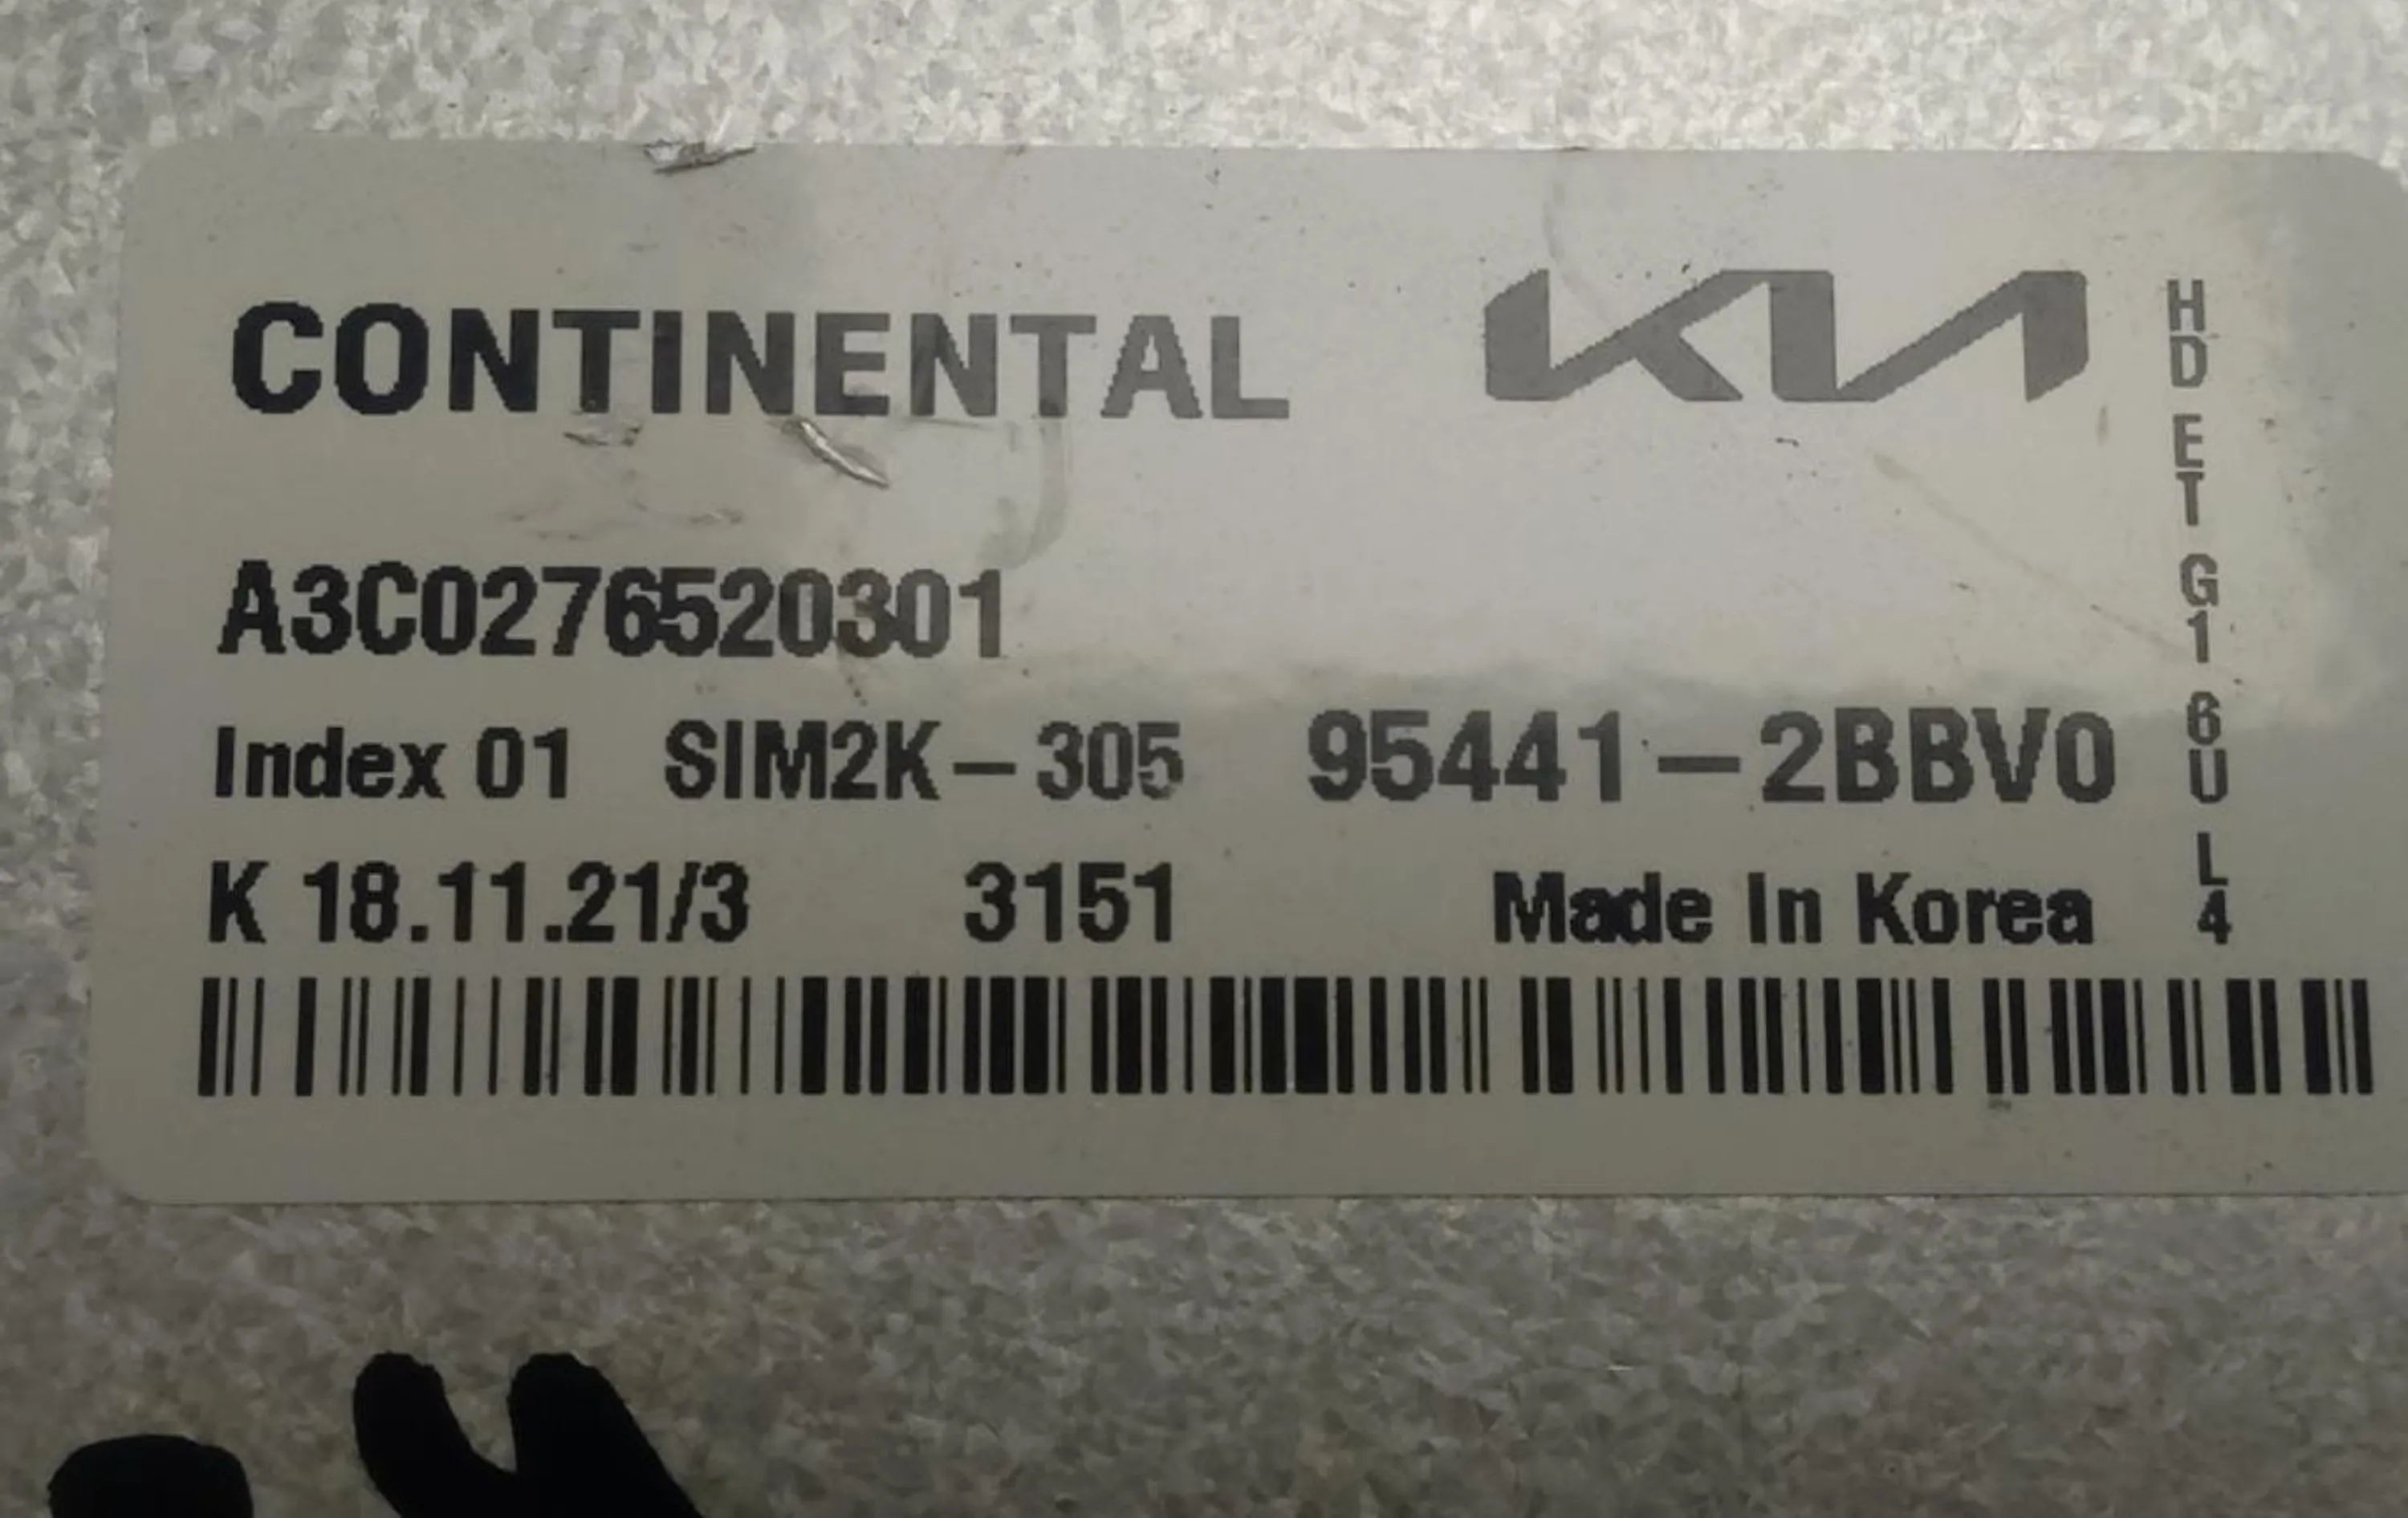 CONTINENTAL KIA
A3C0276520301
Index 01 SIM2K-305 95441-2BBV0
K 18.11.21/3 3151 Made In Korea
HD ET G1 6U L4